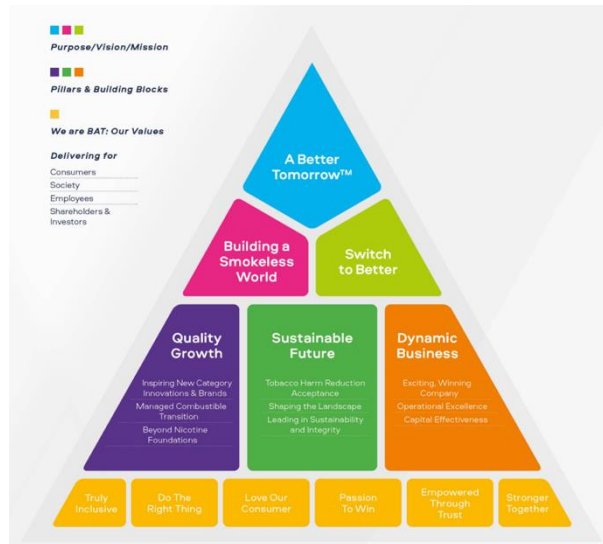 Purpose/Vision/Mission
Pillars & Building Blocks
We are BAT: Our Values
Delivering for
Consumers
Society
Employees
Shareholders &
Investors
A Better
Tomorrow™
Building a
Smokeless
World
Switch
to Better
Quality
Growth
Inspiring New Category
Innovations & Brands
Managed Combustible
Transition
Beyond Nicotine
Foundations
Sustainable
Future
Tobacco Harm Reduction
Acceptance
Shaping the Landscape
Leading in Sustainability
and Integrity
Dynamic
Business
Exciting, Winning
Company
Operational Excellence
Capital Effectiveness
Truly
Inclusive
Do The
Right Thing
Love Our
Consumer
Passion
To Win
Empowered
Through
Trust
Stronger
Together